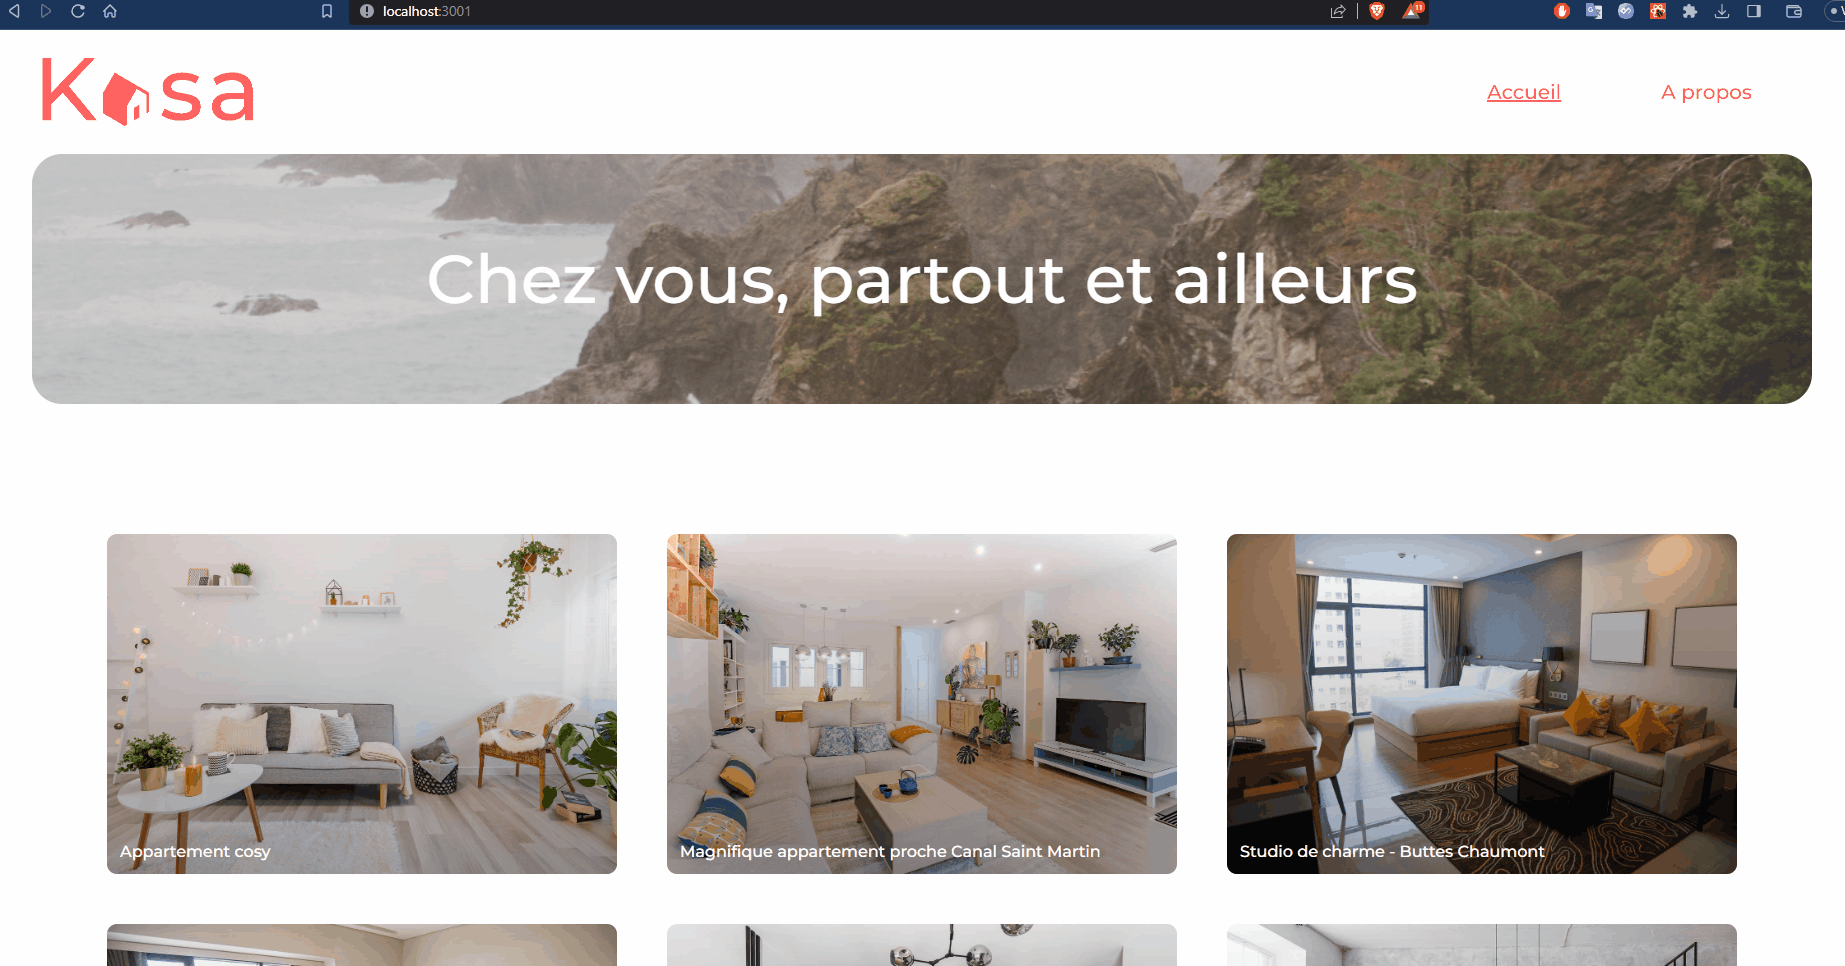 localhost:3001
11
Kasa
Accueil
A propos
Chez vous, partout et ailleurs
Appartement cosy
Magnifique appartement proche Canal Saint Martin
Studio de charme - Buttes Chaumont